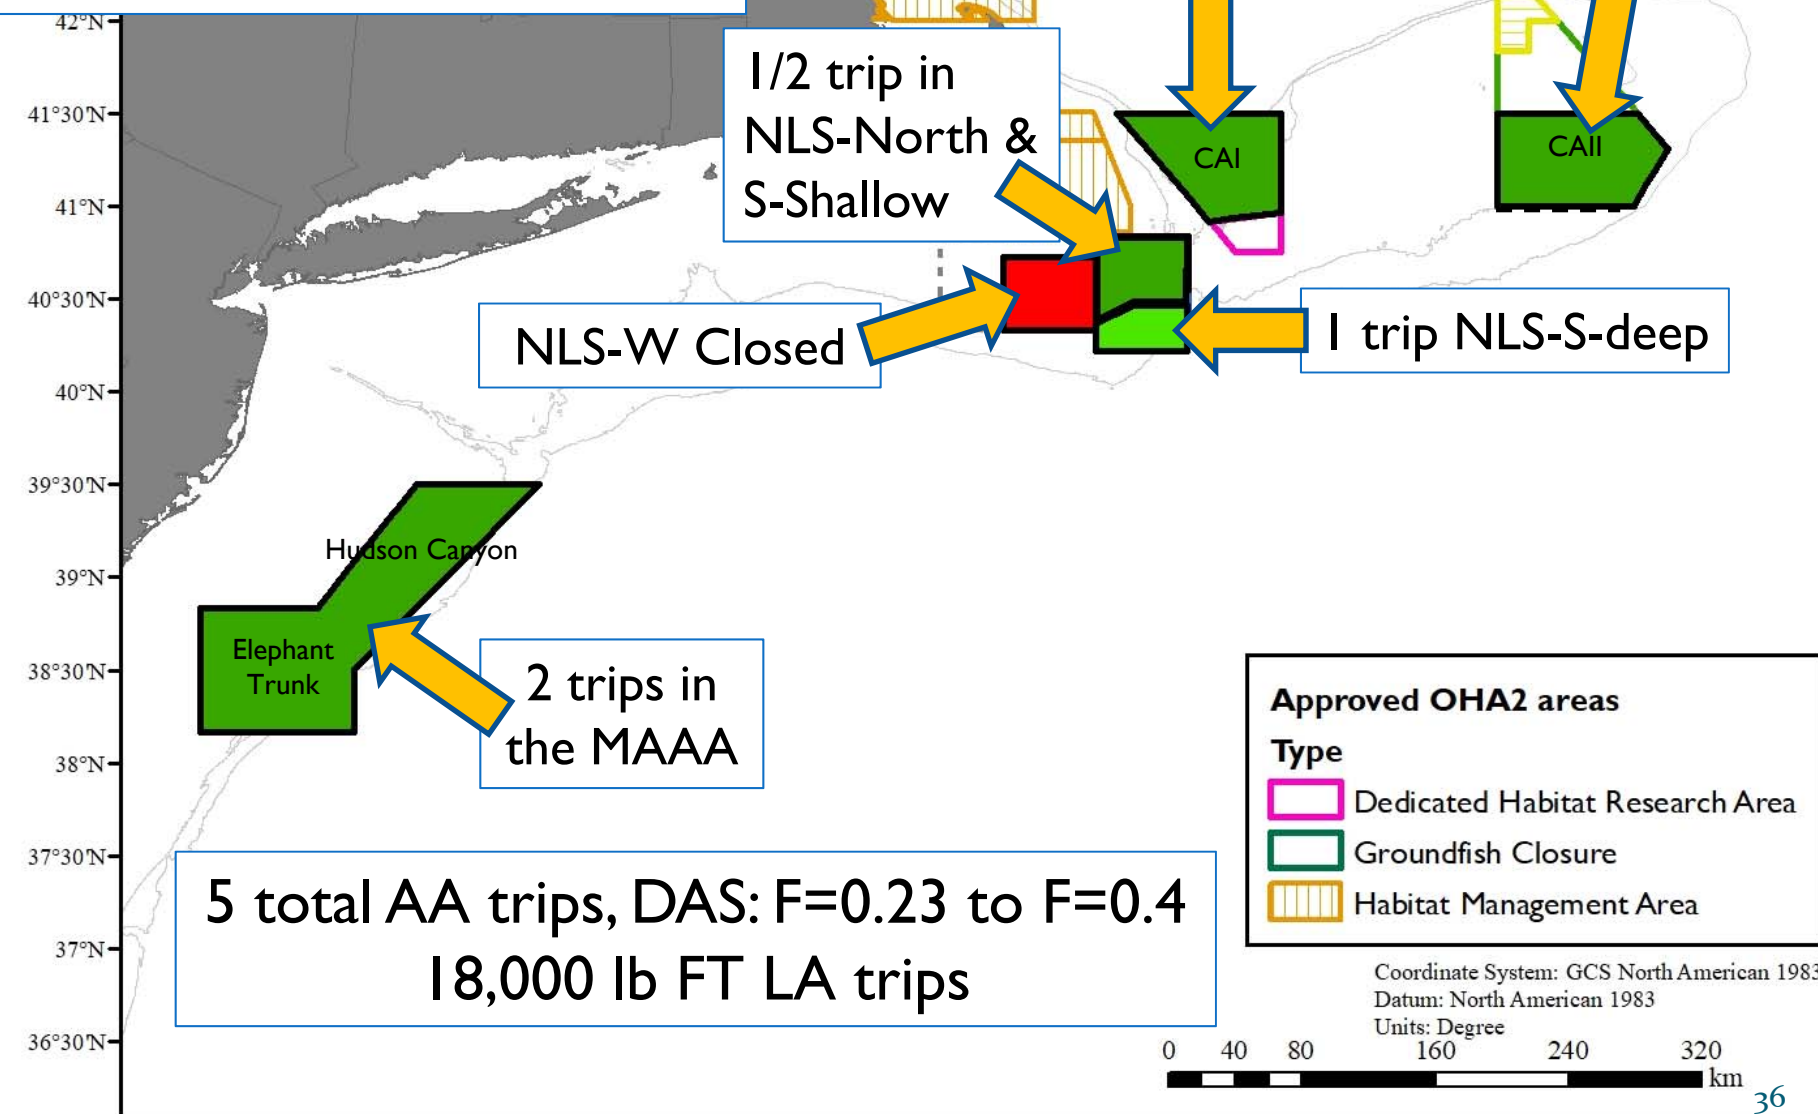 42°N
1/2 trip in
NLS-North &
S-Shallow
41°30'N
CAI
CAII
41°N
40°30'N
NLS-W Closed
1 trip NLS-S-deep
40°N
39°30'N
Hudson Canyon
39°N
Elephant
Trunk
38°30'N
2 trips in
the MAAA
38°N
Approved OHA2 areas
Type
Dedicated Habitat Research Area
Groundfish Closure
Habitat Management Area
37°30'N
5 total AA trips, DAS: F=0.23 to F=0.4
18,000 lb FT LA trips
37°N
Coordinate System: GCS North American 1983
Datum: North American 1983
Units: Degree
36°30'N
0 40 80 160 240 320
km
36